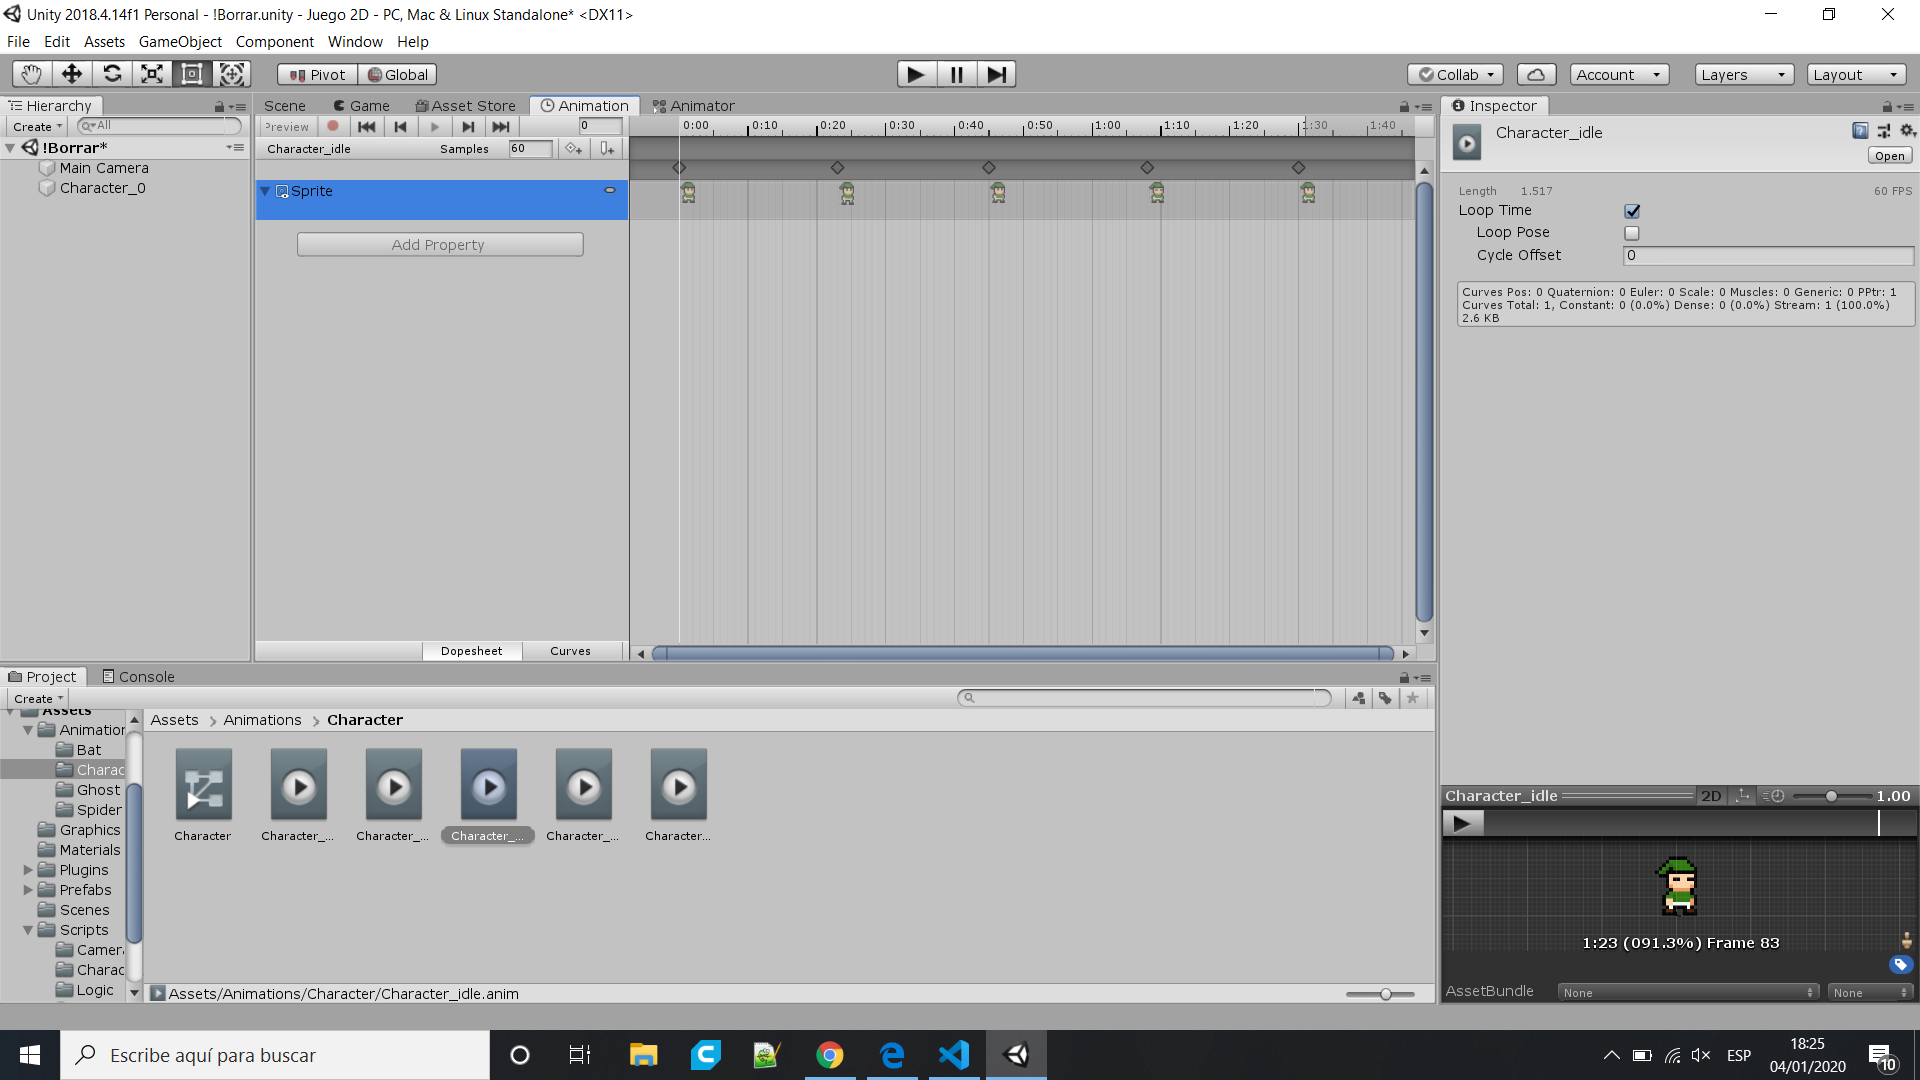 Unity 2018.4.14f1 Personal - !Borrar.unity - Juego 2D - PC, Mac & Linux Standalone* <DX11>
File Edit Assets GameObject Component Window Help
Pivot Global
Collab Account Layers Layout
Hierarchy
Create All
!Borrar*
Main Camera
Character_0
Scene Game Asset Store Animation Animator
Preview 0
Character_idle Samples 60
0:00 0:10 0:20 0:30 0:40 0:50 1:00 1:10 1:20 1:30 1:40
Sprite
Add Property
Dopesheet Curves
Inspector
Character_idle
Open
Length 1.517 60 FPS
Loop Time
Loop Pose
Cycle Offset 0
Curves Pos: 0 Quaternion: 0 Euler: 0 Scale: 0 Muscles: 0 Generic: 0 PPtr: 1
Curves Total: 1, Constant: 0 (0.0%) Dense: 0 (0.0%) Stream: 1 (100.0%)
2.6 KB
Project Console
Create
Assets
Animation
Bat
Charac
Ghost
Spider
Graphics
Materials
Plugins
Prefabs
Scenes
Scripts
Camera
Charac
Logic
Assets Animations Character
Character Character_... Character_... Character_... Character_... Character...
Assets/Animations/Character/Character_idle.anim
Character_idle 2D 1.00
1:23 (091.3%) Frame 83
AssetBundle None None
Escribe aquí para buscar
ESP
18:25
04/01/2020
10